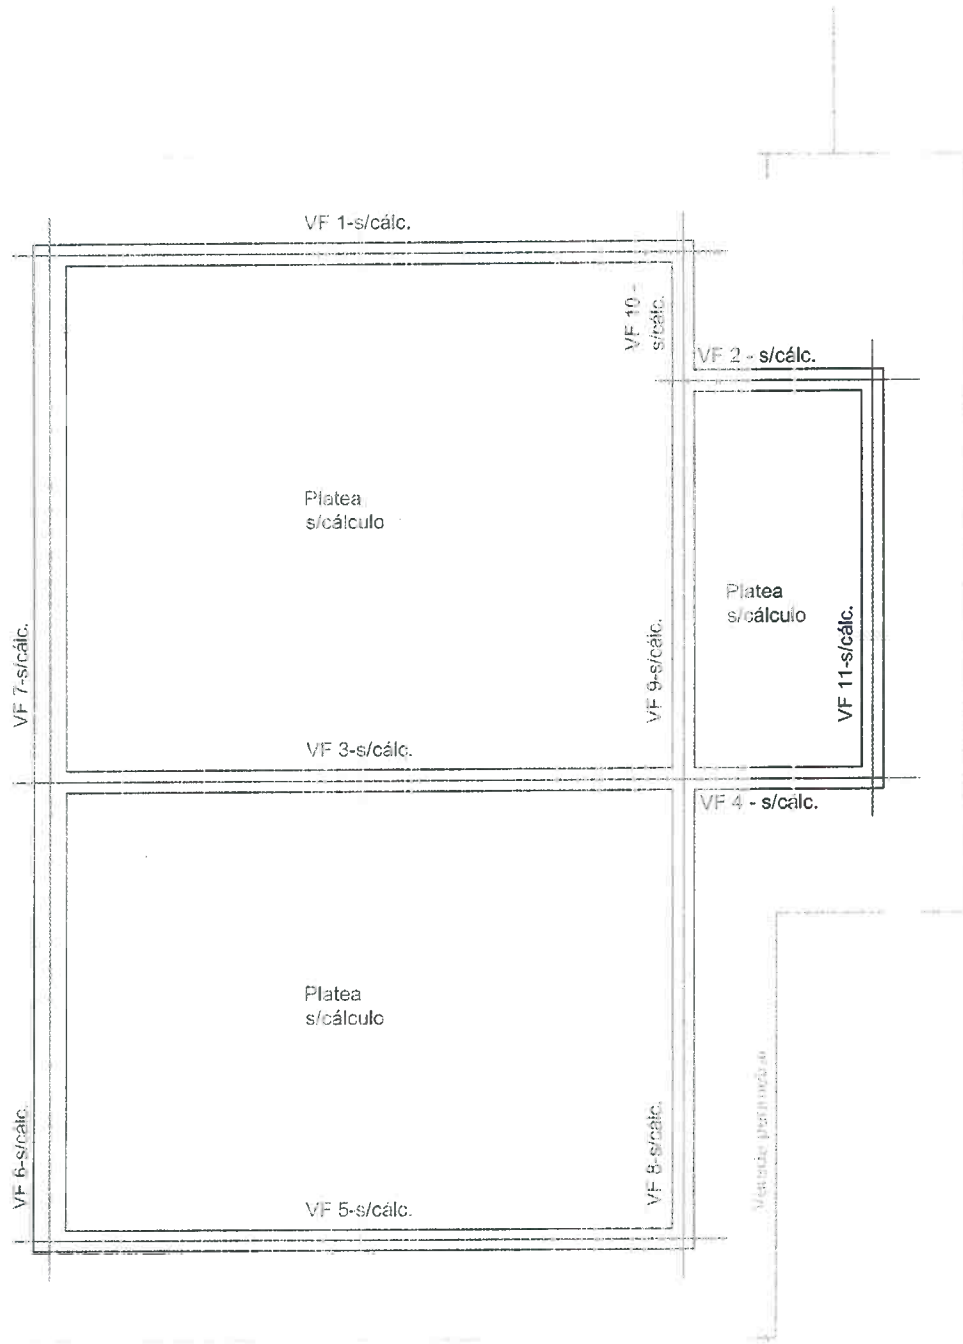 VF 1-s/cálc.
VF 10 -
s/cálc.
VF 2 - s/cálc.
Platea
s/cálculo
Platea
s/cálculo
VF 7-s/cálc.
VF 9-s/cálc.
VF 11-s/cálc.
VF 3-s/cálc.
VF 4 - s/cálc.
Platea
s/cálculo
VF 6-s/cálc.
VF 8-s/cálc.
VF 5-s/cálc.